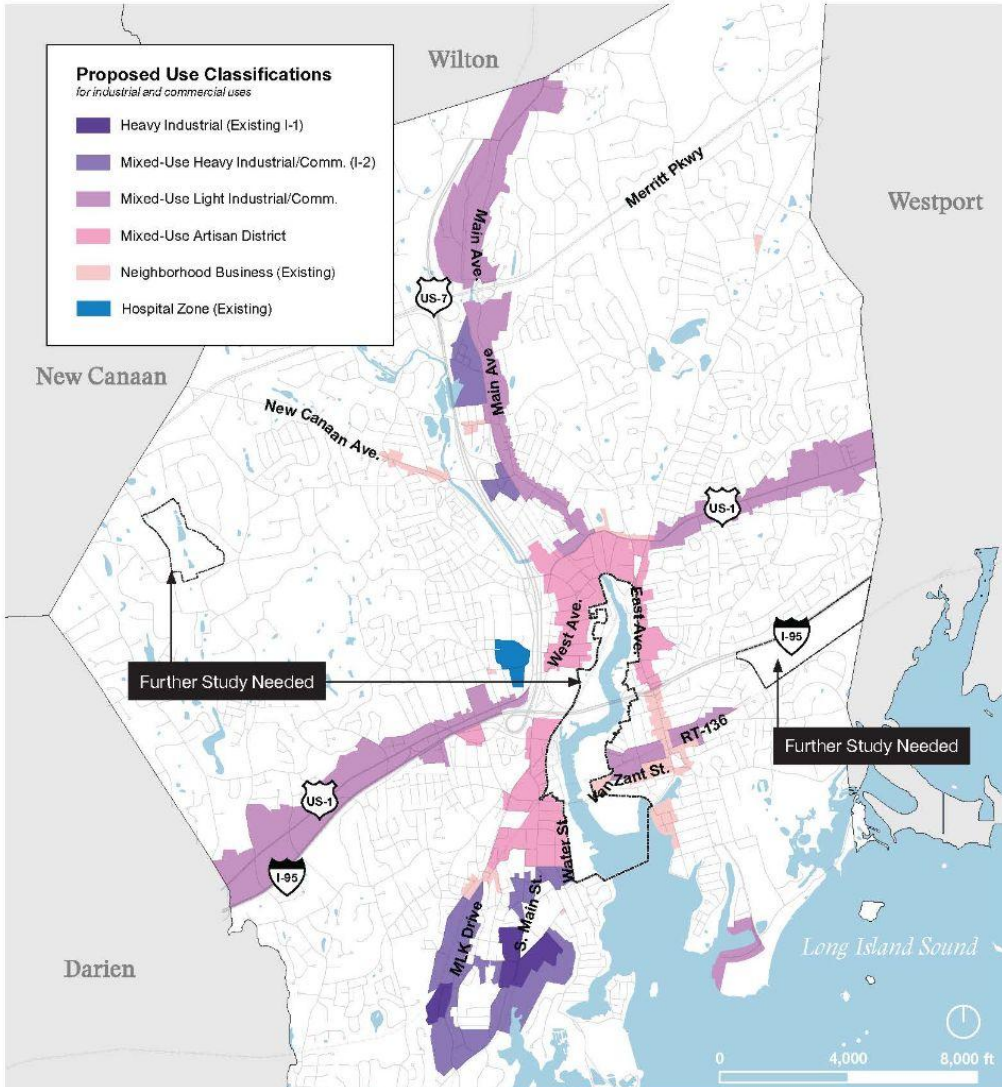 Wilton
Proposed Use Classifications
for industrial and commercial uses
Heavy Industrial (Existing I-1)
Mixed-Use Heavy Industrial/Comm. (I-2)
Mixed-Use Light Industrial/Comm.
Mixed-Use Artisan District
Neighborhood Business (Existing)
Hospital Zone (Existing)
Merritt Pkwy
Westport
Main Ave.
US-7
New Canaan
Main Ave
New Canaan Ave.
US-1
West Ave.
East Ave.
I-95
Further Study Needed
RT-136
Further Study Needed
Van Zant St.
US-1
Water St.
I-95
MLK Drive
S. Main St.
Long Island Sound
Darien
0 4,000 8,000 ft